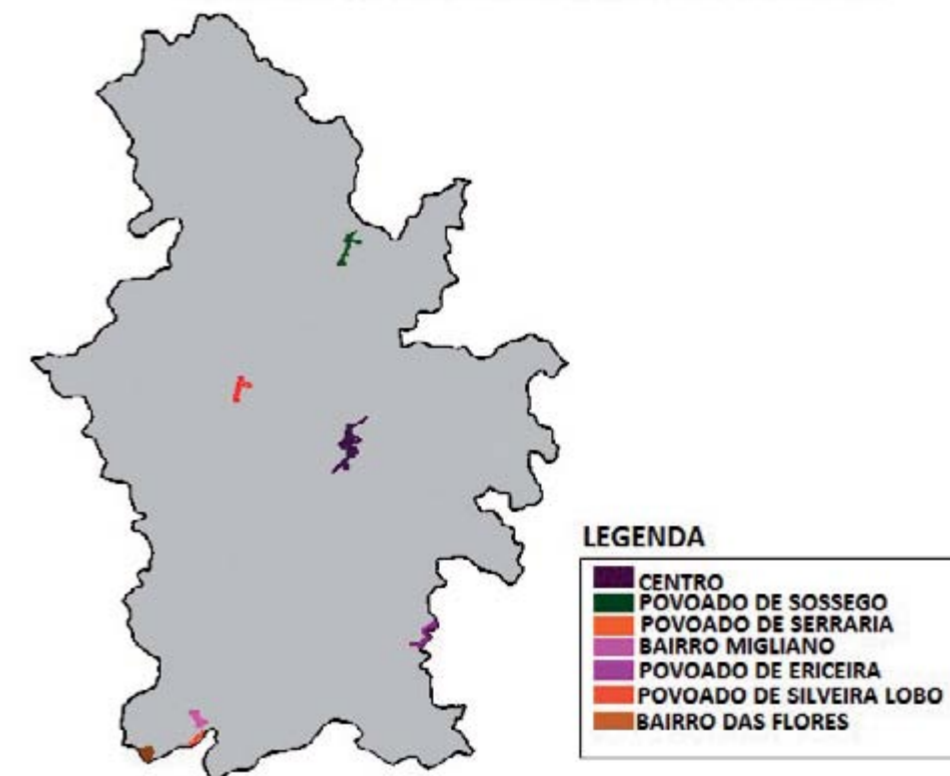 LEGENDA
CENTRO
POVOADO DE SOSSEGO
POVOADO DE SERRARIA
BAIRRO MIGLIANO
POVOADO DE ERICEIRA
POVOADO DE SILVEIRA LOBO
BAIRRO DAS FLORES